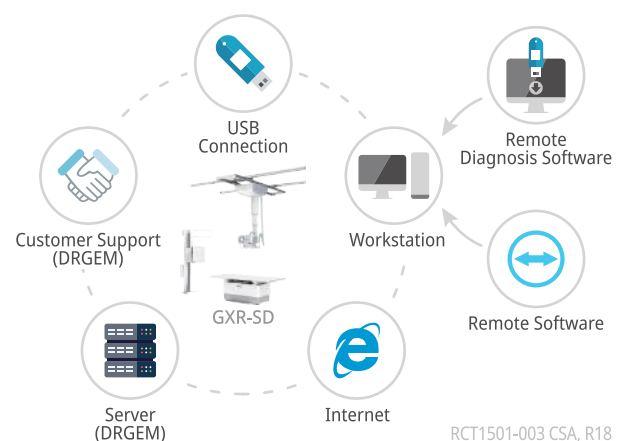 USB
Connection
Remote
Diagnosis Software
Customer Support
(DRGEM)
Workstation
GXR-SD
Remote Software
Server
(DRGEM)
Internet
RCT1501-003 CSA, R18